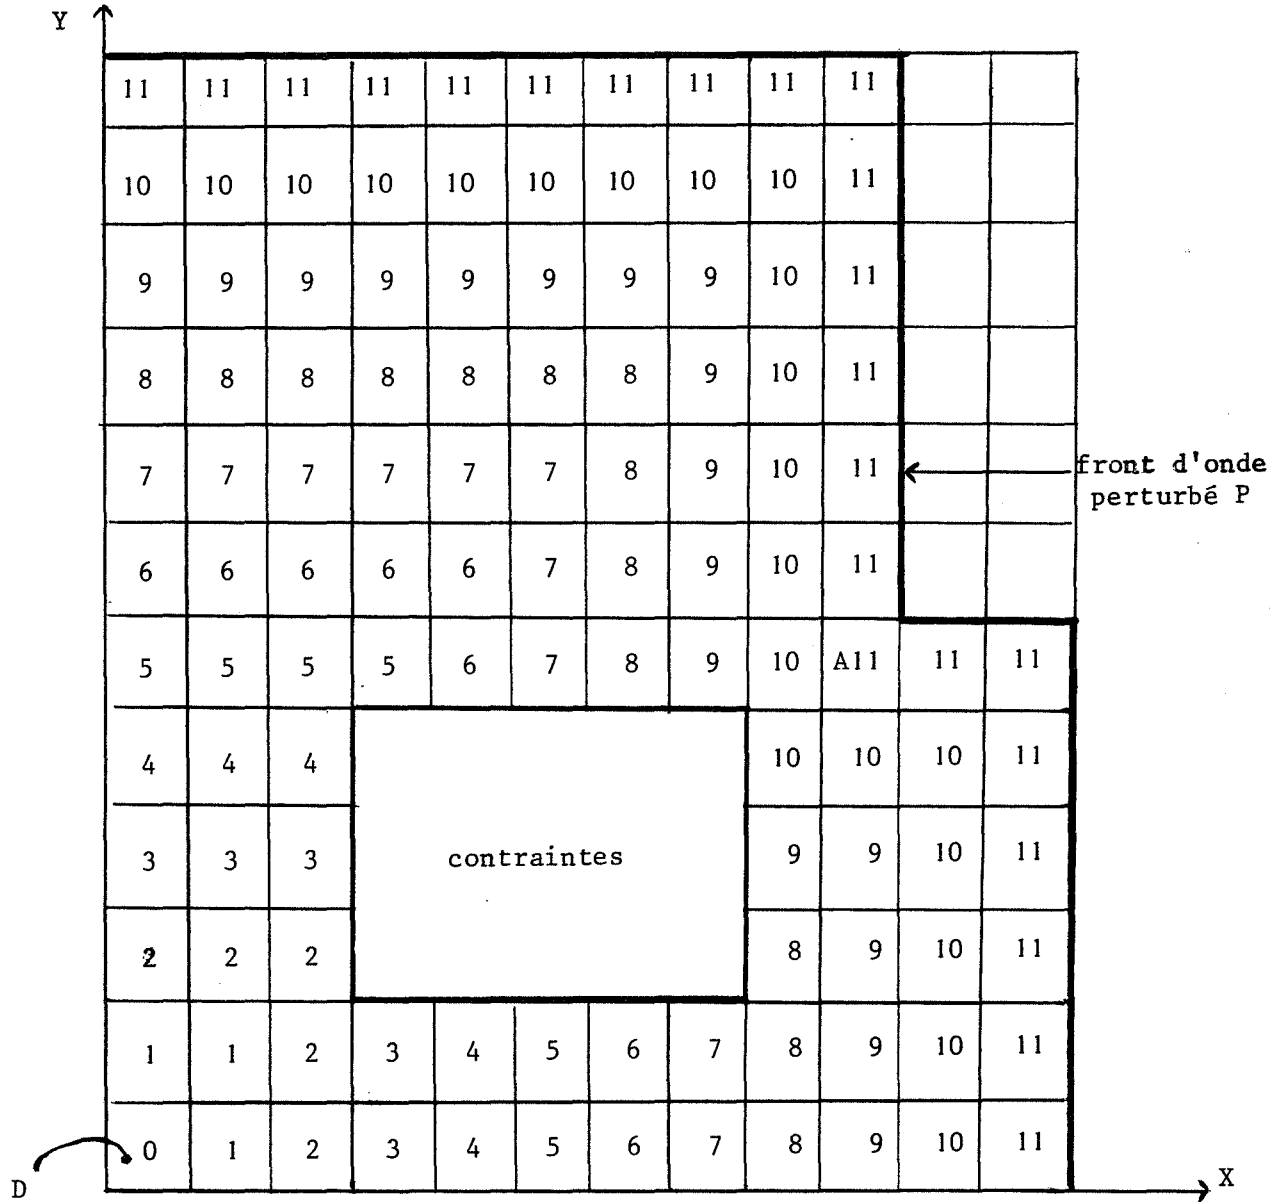 Y
11 11 11 11 11 11 11 11 11 11
10 10 10 10 10 10 10 10 10 11
9 9 9 9 9 9 9 9 10 11
8 8 8 8 8 8 8 9 10 11
7 7 7 7 7 7 8 9 10 11
front d'onde
perturbé P
6 6 6 6 6 7 8 9 10 11
5 5 5 5 6 7 8 9 10 A11 11 11
4 4 4 10 10 10 11
3 3 3 contraintes 9 9 10 11
2 2 2 8 9 10 11
1 1 2 3 4 5 6 7 8 9 10 11
0 1 2 3 4 5 6 7 8 9 10 11
D
X